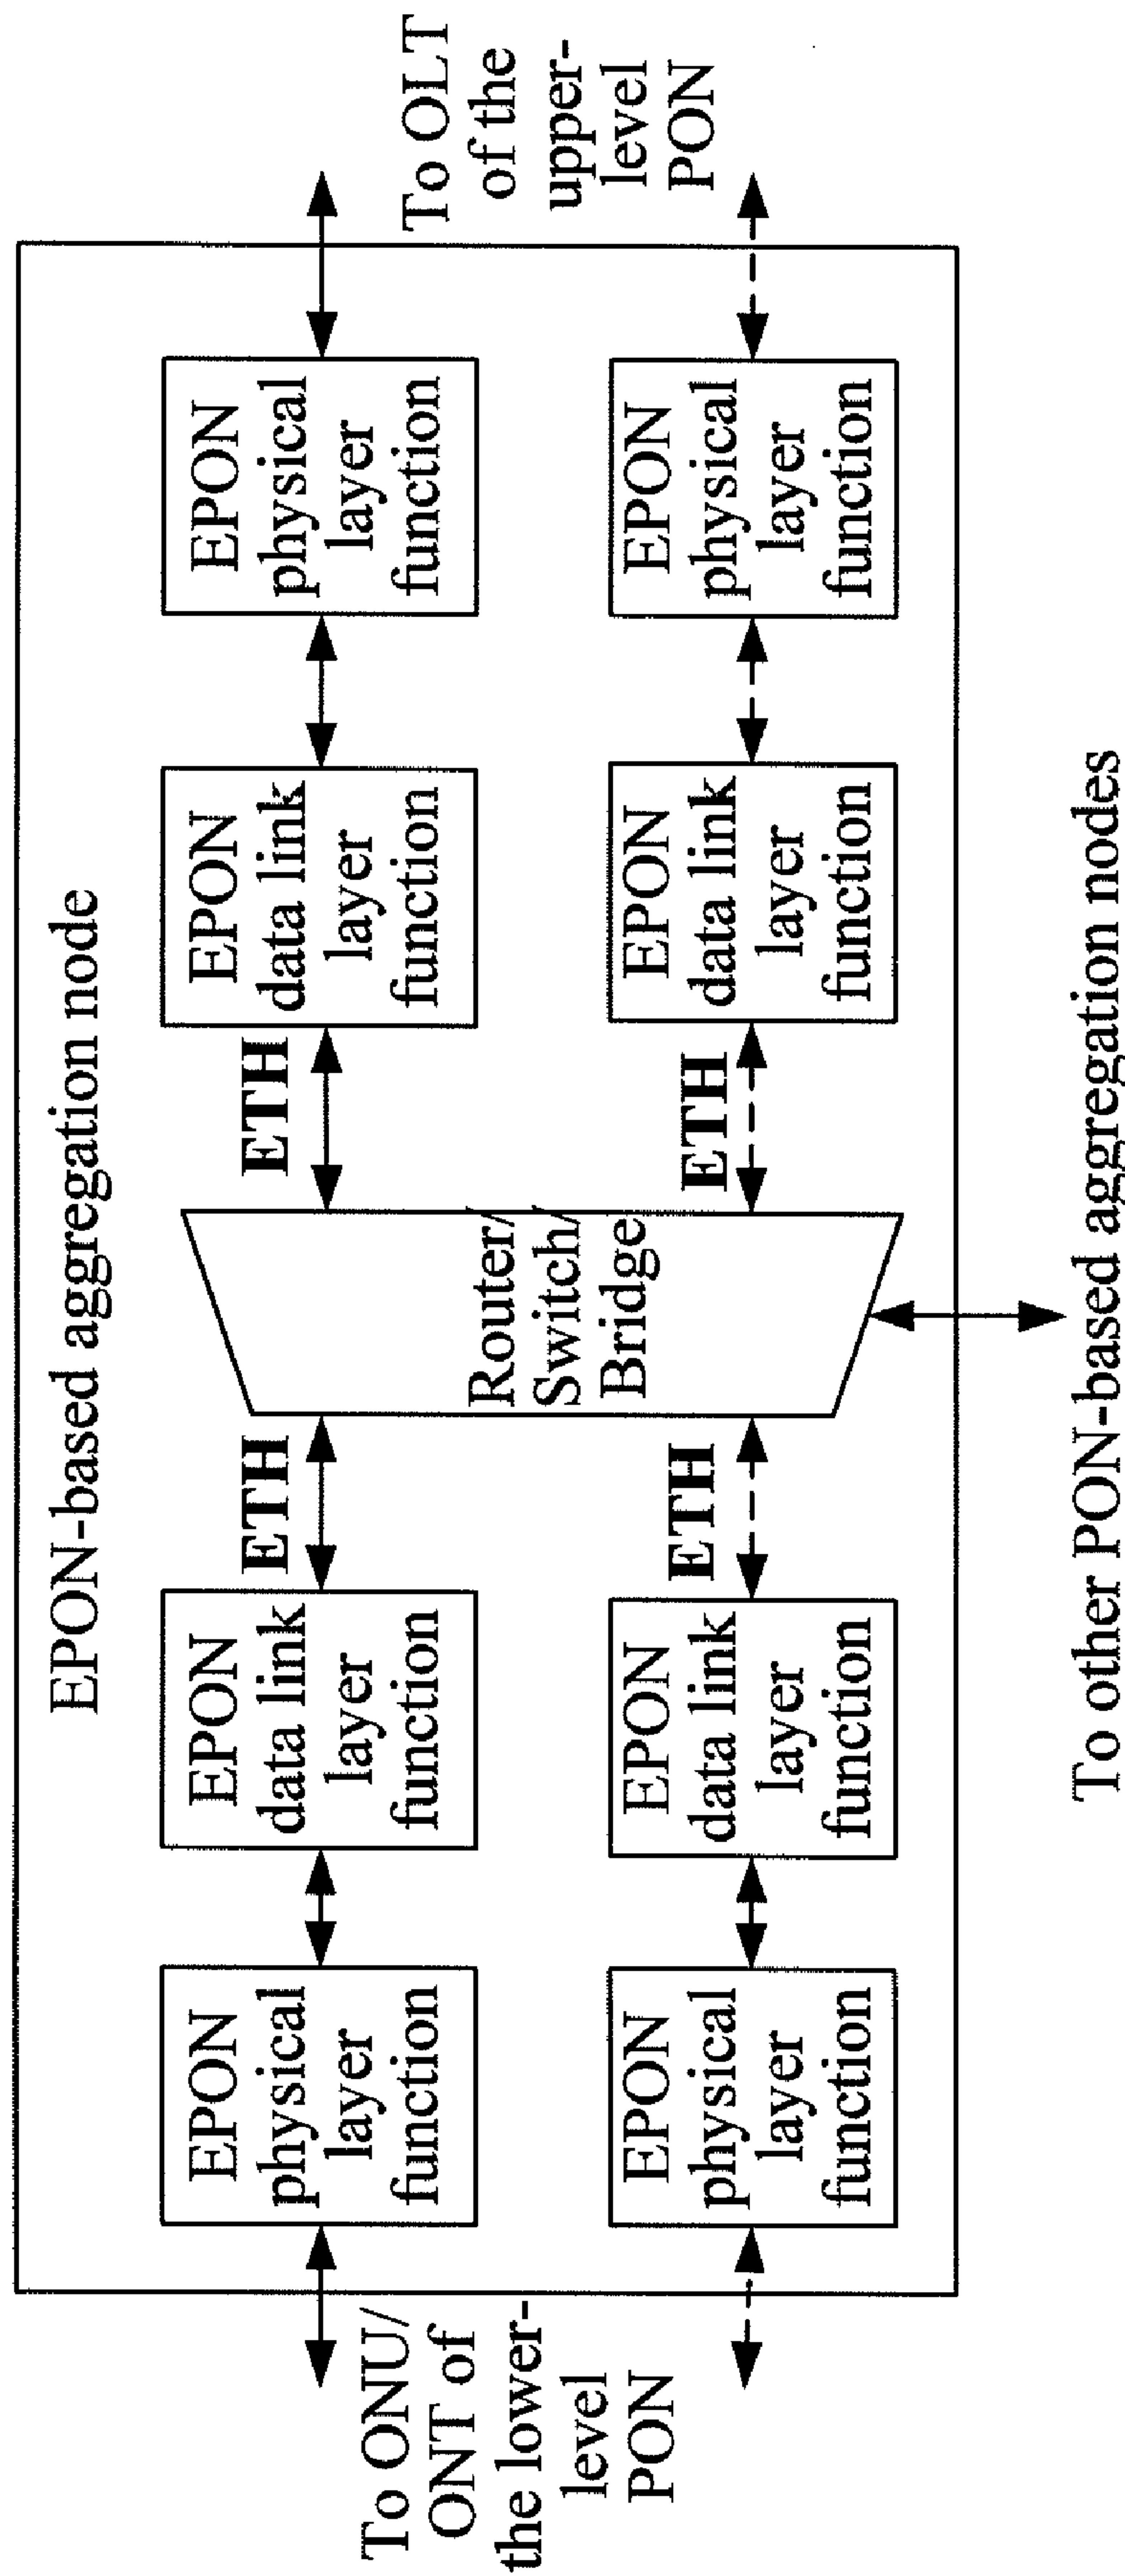 EPON-based aggregation node
To ONU/
ONT of
the lower-
level
PON
EPON
physical
layer
function
EPON
data link
layer
function
ETH
Router/
Switch/
Bridge
ETH
EPON
data link
layer
function
EPON
physical
layer
function
To OLT
of the
upper-
level
PON
EPON
physical
layer
function
EPON
data link
layer
function
ETH
ETH
EPON
data link
layer
function
EPON
physical
layer
function
To other PON-based aggregation nodes